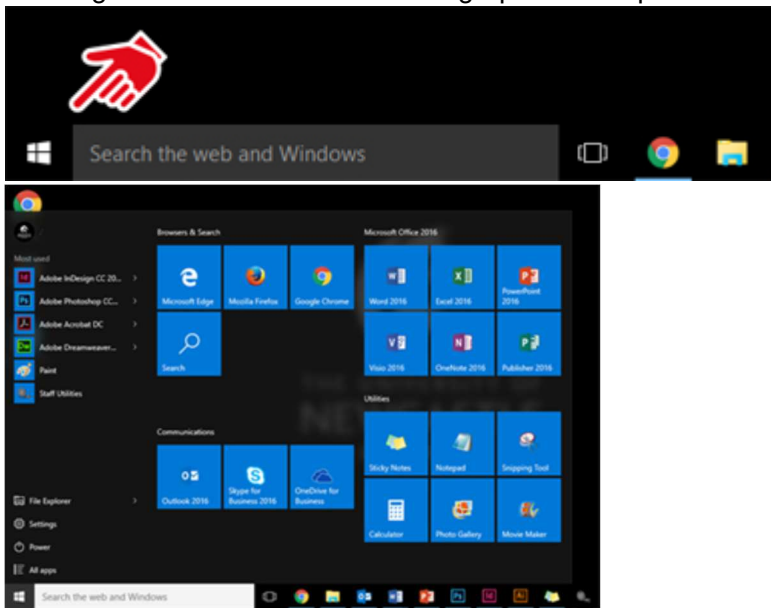 Search the web and Windows
Most used
Adobe InDesign CC 20...
Adobe Photoshop CC...
Adobe Acrobat DC
Adobe Dreamweaver...
Paint
Staff Utilities
File Explorer
Settings
Power
All apps
Browsers & Search
Microsoft Edge
Mozilla Firefox
Google Chrome
Search
Communications
Outlook 2016
Skype for
Business 2016
OneDrive for
Business
Microsoft Office 2016
Word 2016
Excel 2016
PowerPoint
2016
Visio 2016
OneNote 2016
Publisher 2016
Utilities
Sticky Notes
Notepad
Snipping Tool
Calculator
Photo Gallery
Movie Maker
THE UNIVERSITY OF
NEWCASTLE
Search the web and Windows